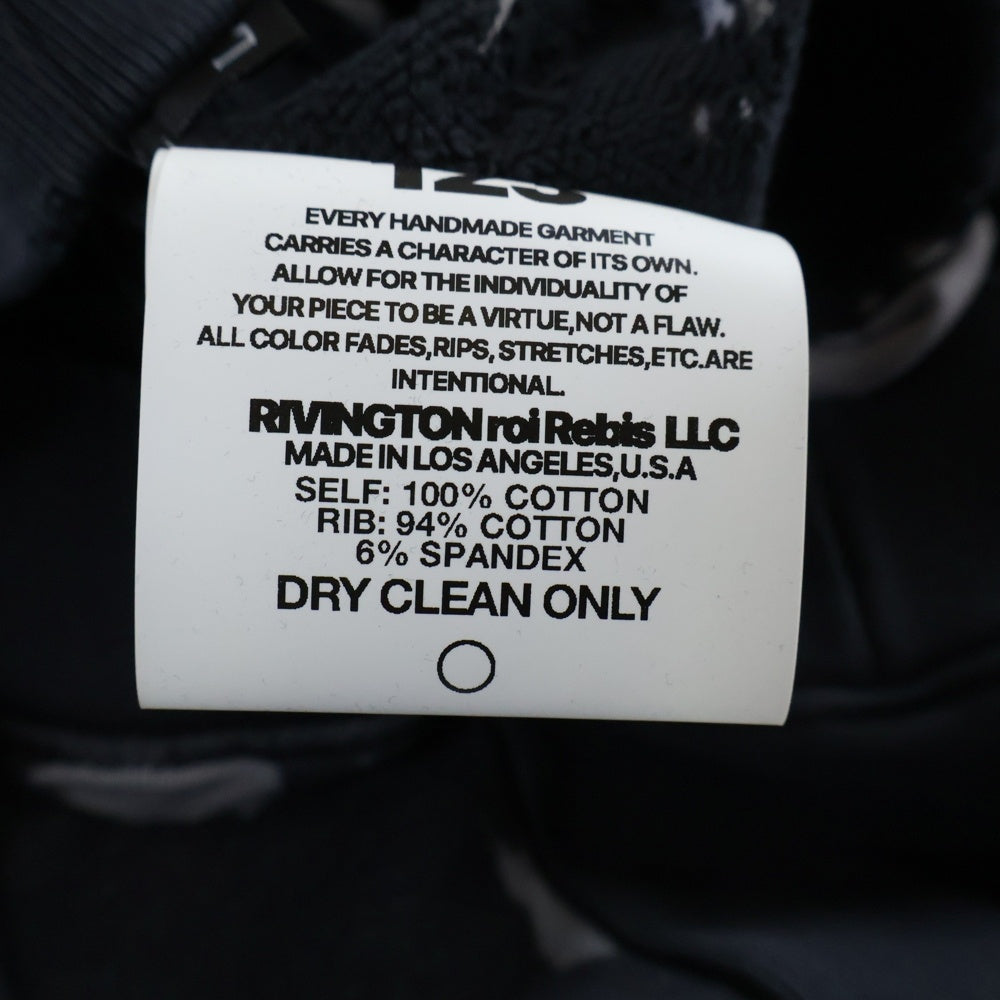 123
EVERY HANDMADE GARMENT
CARRIES A CHARACTER OF ITS OWN.
ALLOW FOR THE INDIVIDUALITY OF
YOUR PIECE TO BE A VIRTUE,NOT A FLAW.
ALL COLOR FADES,RIPS, STRETCHES,ETC.ARE
INTENTIONAL.
RIVINGTON roi Rebis LLC
MADE IN LOS ANGELES,U.S.A
SELF: 100% COTTON
RIB: 94% COTTON
6% SPANDEX
DRY CLEAN ONLY